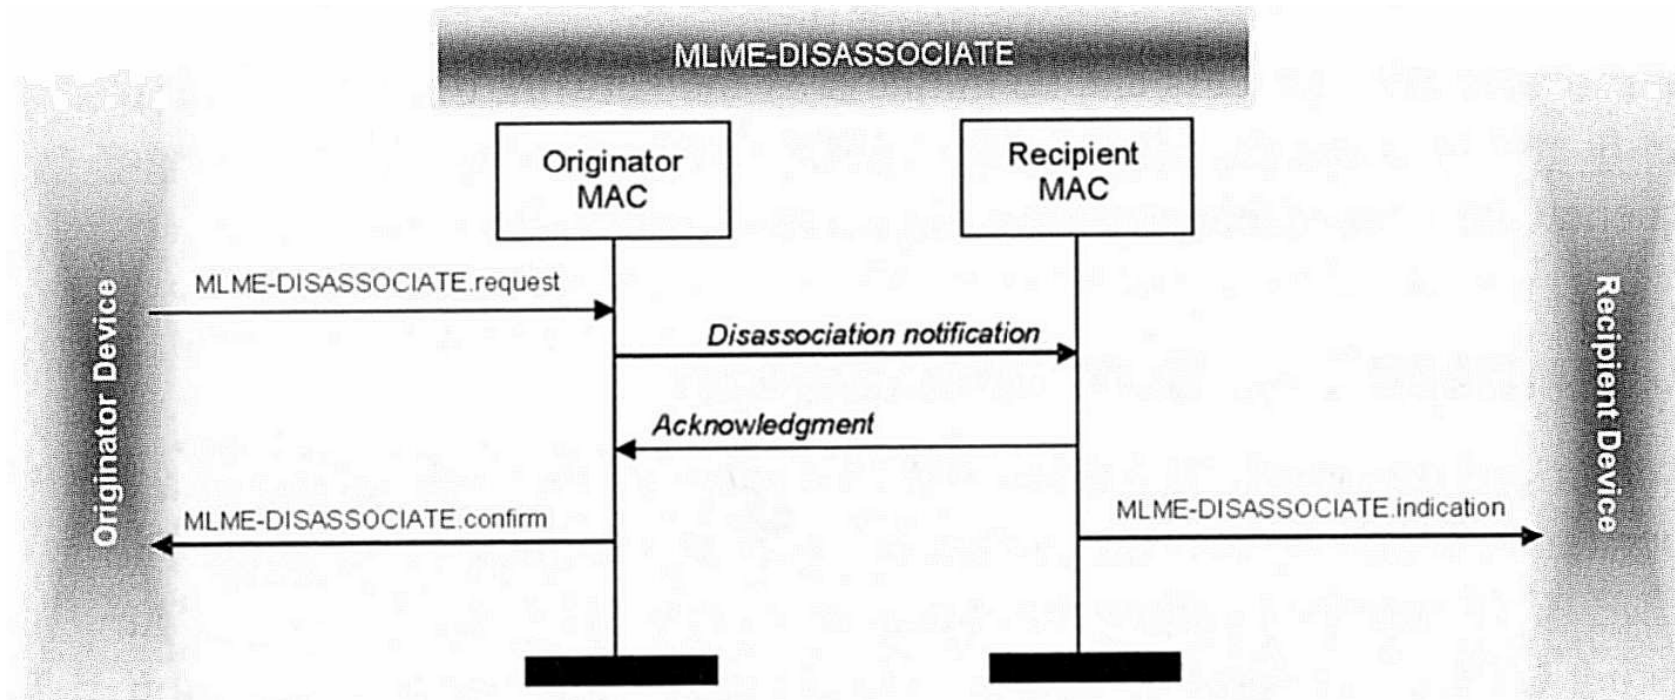 MLME-DISASSOCIATE
Originator
MAC
Recipient
MAC
MLME-DISASSOCIATE.request
Disassociation notification
Acknowledgment
MLME-DISASSOCIATE.confirm
MLME-DISASSOCIATE.indication
Originator Device
Recipient Device